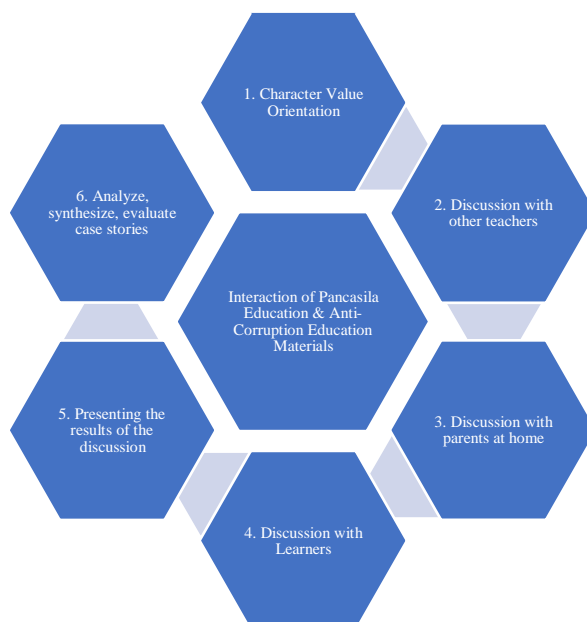 1. Character Value
Orientation
2. Discussion with
other teachers
3. Discussion with
parents at home
4. Discussion with
Learners
5. Presenting the
results of the
discussion
6. Analyze,
synthesize, evaluate
case stories
Interaction of Pancasila
Education & Anti-
Corruption Education
Materials